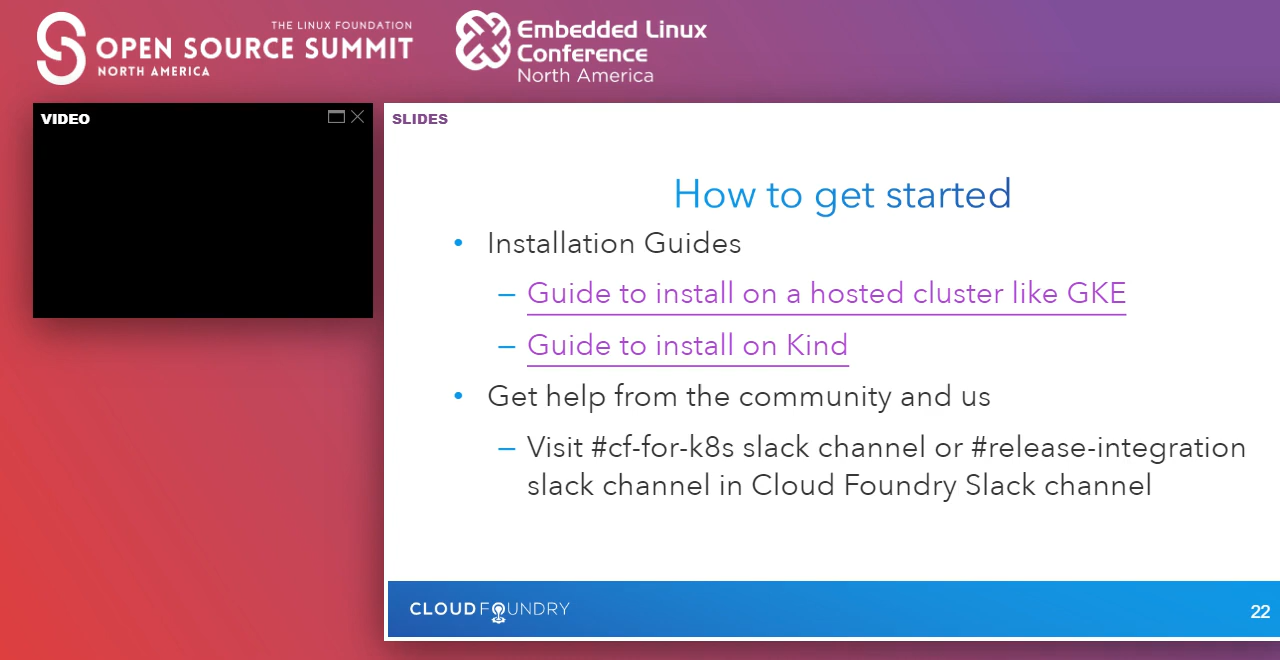 THE LINUX FOUNDATION
OPEN SOURCE SUMMIT
NORTH AMERICA
Embedded Linux
Conference
North America
VIDEO
SLIDES
How to get started
• Installation Guides
– Guide to install on a hosted cluster like GKE
– Guide to install on Kind
• Get help from the community and us
– Visit #cf-for-k8s slack channel or #release-integration
slack channel in Cloud Foundry Slack channel
CLOUD FOUNDRY
22